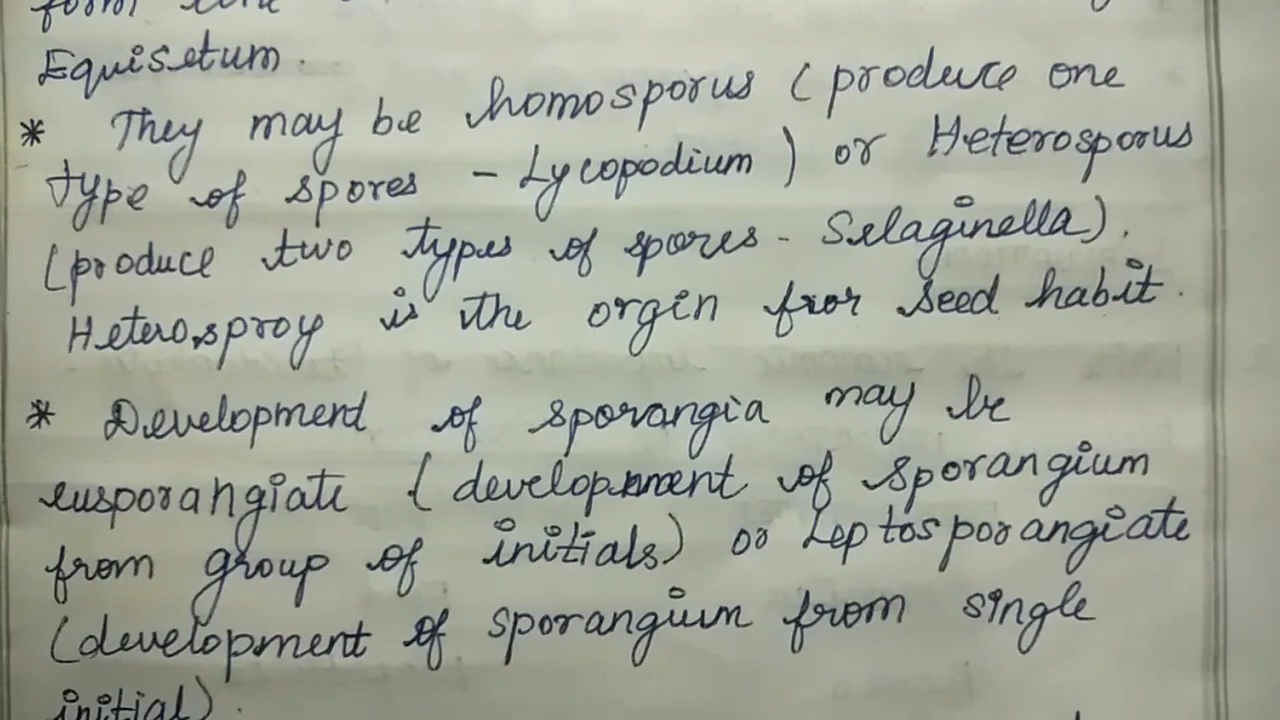 form
Equisetum.
* They may be homosporus (produce one
type of spores - Lycopodium) or Heterosporus
(produce two types of spores - Selaginella).
Heterosproy is the orgin for seed habit.
* Development of sporangia may be
eusporangiate (development of sporangium
from group of initials) or Leptosporangiate
(development of sporangium from single
initial).